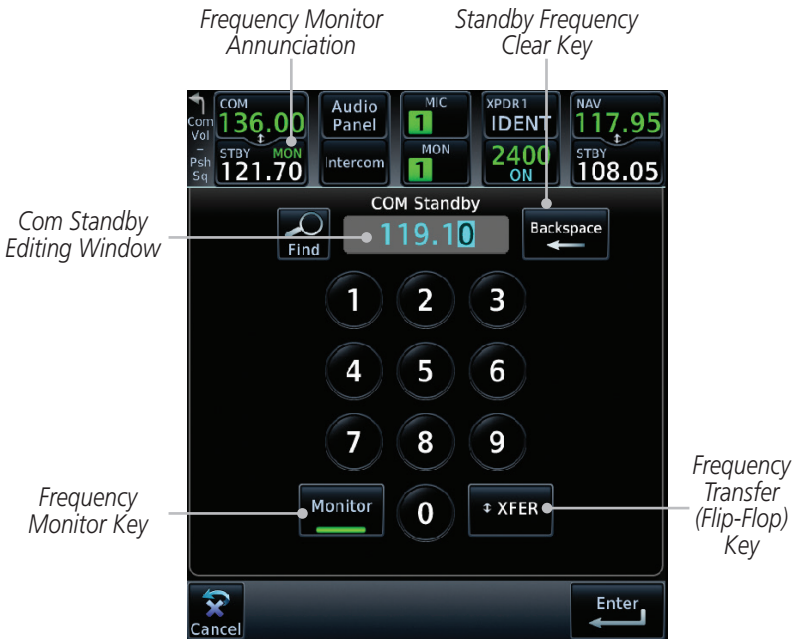 Frequency Monitor
Annunciation
Standby Frequency
Clear Key
Com
Vol
–
Psh
Sq
COM
136.00
STBY MON
121.70
Audio
Panel
Intercom
MIC
1
MON
1
XPDR1
IDENT
2400
ON
NAV
117.95
STBY
108.05
COM Standby
Com Standby
Editing Window
Find
119.10
Backspace
1 2 3
4 5 6
7 8 9
Frequency
Monitor Key
Monitor
0
↕ XFER
Frequency
Transfer
(Flip-Flop)
Key
Cancel
Enter